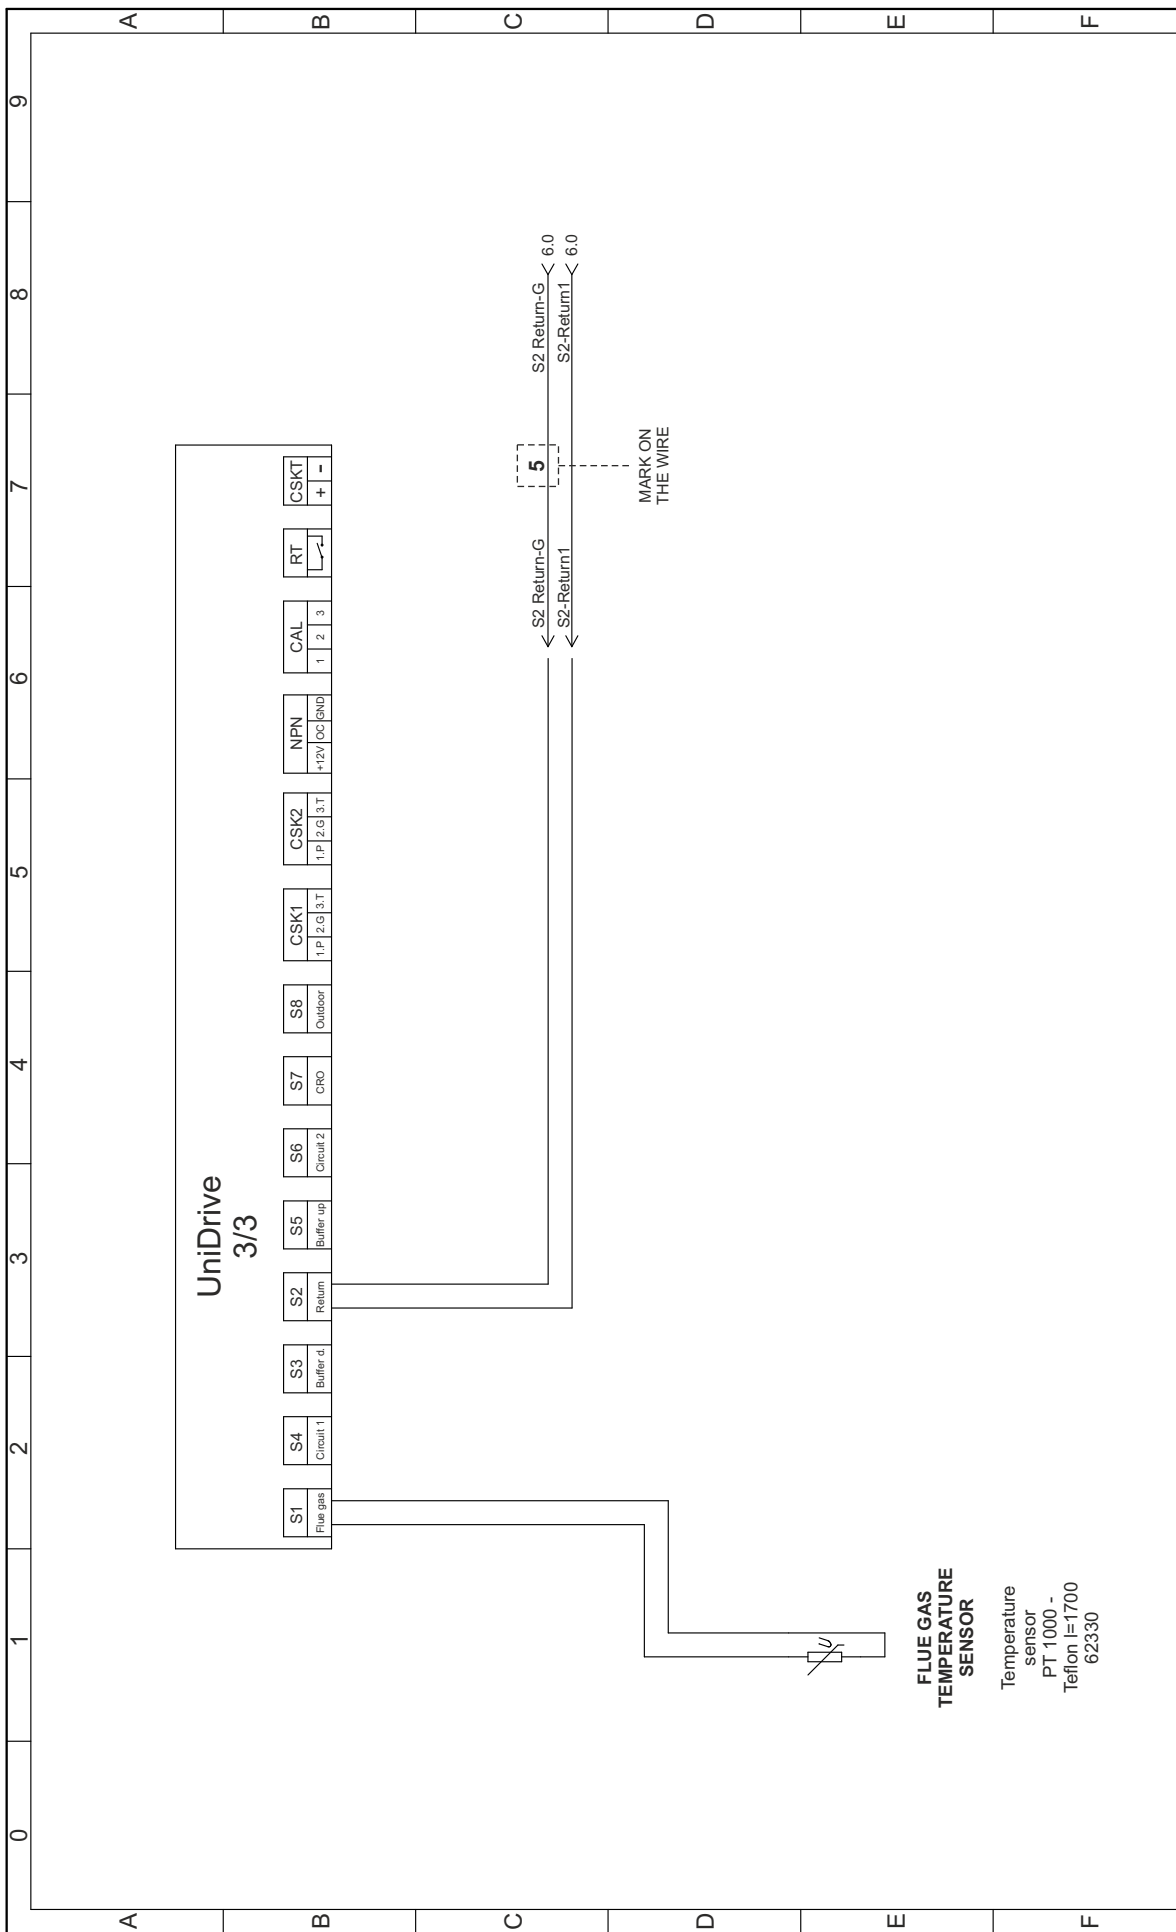 0 1 2 3 4 5 6 7 8 9
A A
UniDrive
3/3
S1 S4 S3 S2 S5 S6 S7 S8 CSK1 CSK2 NPN CAL RT CSKT
B Flue gas Circuit 1 Buffer d. Return Buffer up Circuit 2 CRO Outdoor 1.P 2.G 3.T 1.P 2.G 3.T +12V OC GND 1 2 3 + - B
C S2 Return-G 5 S2 Return-G 6.0 C
S2-Return1 S2-Return1 6.0
MARK ON
THE WIRE
D D
U
E E
FLUE GAS
TEMPERATURE
SENSOR
Temperature
sensor
PT 1000 -
Teflon l=1700
62330
F F